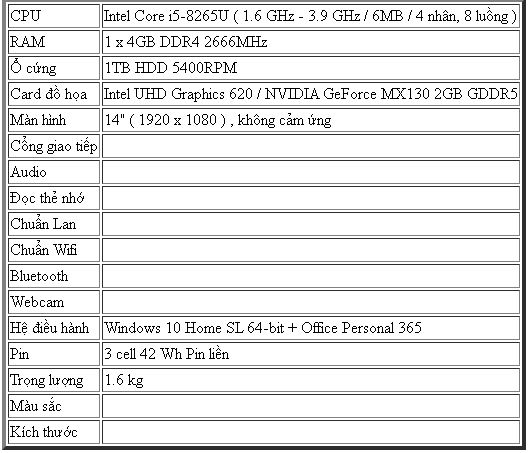 CPU Intel Core i5-8265U ( 1.6 GHz - 3.9 GHz / 6MB / 4 nhân, 8 luồng )
RAM 1 x 4GB DDR4 2666MHz
Ổ cứng 1TB HDD 5400RPM
Card đồ họa Intel UHD Graphics 620 / NVIDIA GeForce MX130 2GB GDDR5
Màn hình 14" ( 1920 x 1080 ) , không cảm ứng
Cổng giao tiếp
Audio
Đọc thẻ nhớ
Chuẩn Lan
Chuẩn Wifi
Bluetooth
Webcam
Hệ điều hành Windows 10 Home SL 64-bit + Office Personal 365
Pin 3 cell 42 Wh Pin liền
Trọng lượng 1.6 kg
Màu sắc
Kích thước